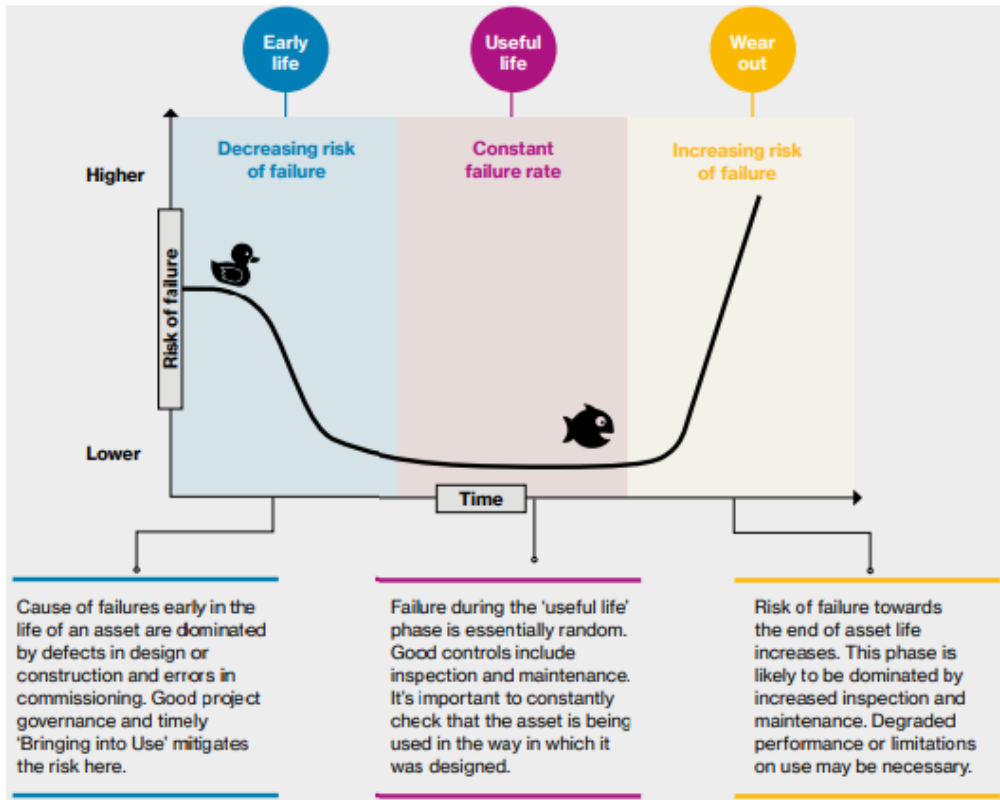 Early
life
Useful
life
Wear
out
Decreasing risk
of failure
Constant
failure rate
Increasing risk
of failure
Higher
Risk of failure
Lower
Time
Cause of failures early in the
life of an asset are dominated
by defects in design or
construction and errors in
commissioning. Good project
governance and timely
‘Bringing into Use’ mitigates
the risk here.
Failure during the ‘useful life’
phase is essentially random.
Good controls include
inspection and maintenance.
It’s important to constantly
check that the asset is being
used in the way in which it
was designed.
Risk of failure towards
the end of asset life
increases. This phase is
likely to be dominated by
increased inspection and
maintenance. Degraded
performance or limitations
on use may be necessary.